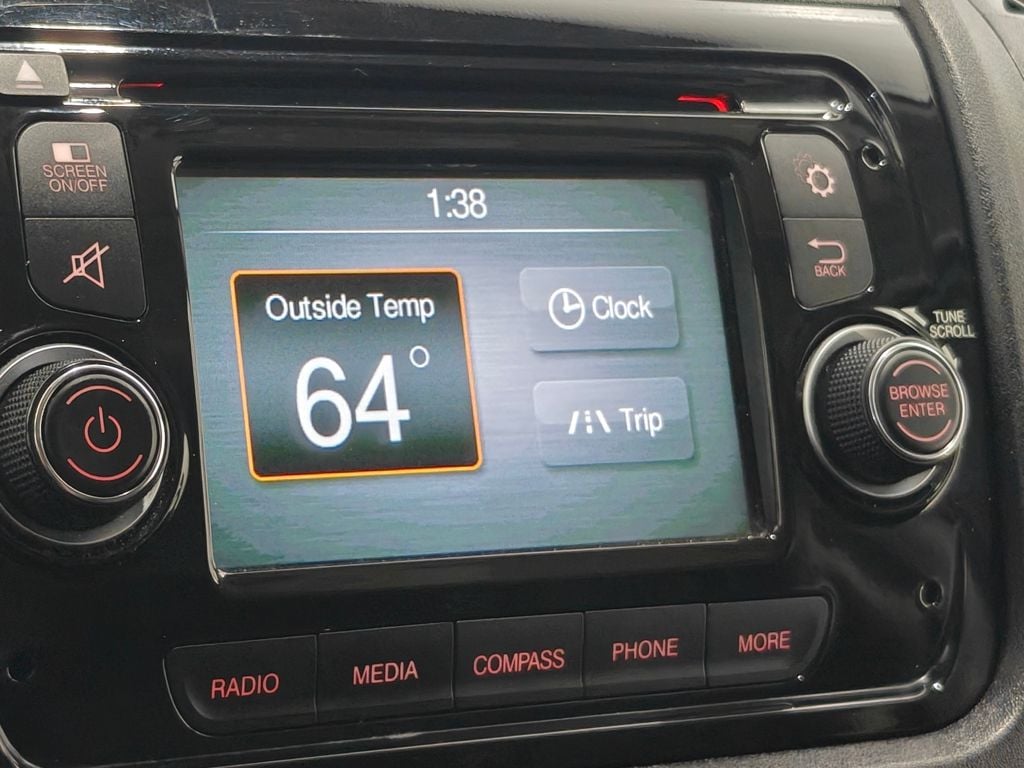 SCREEN
ON/OFF
1:38
Outside Temp
64°
Clock
Trip
BACK
TUNE
SCROLL
BROWSE
ENTER
RADIO
MEDIA
COMPASS
PHONE
MORE